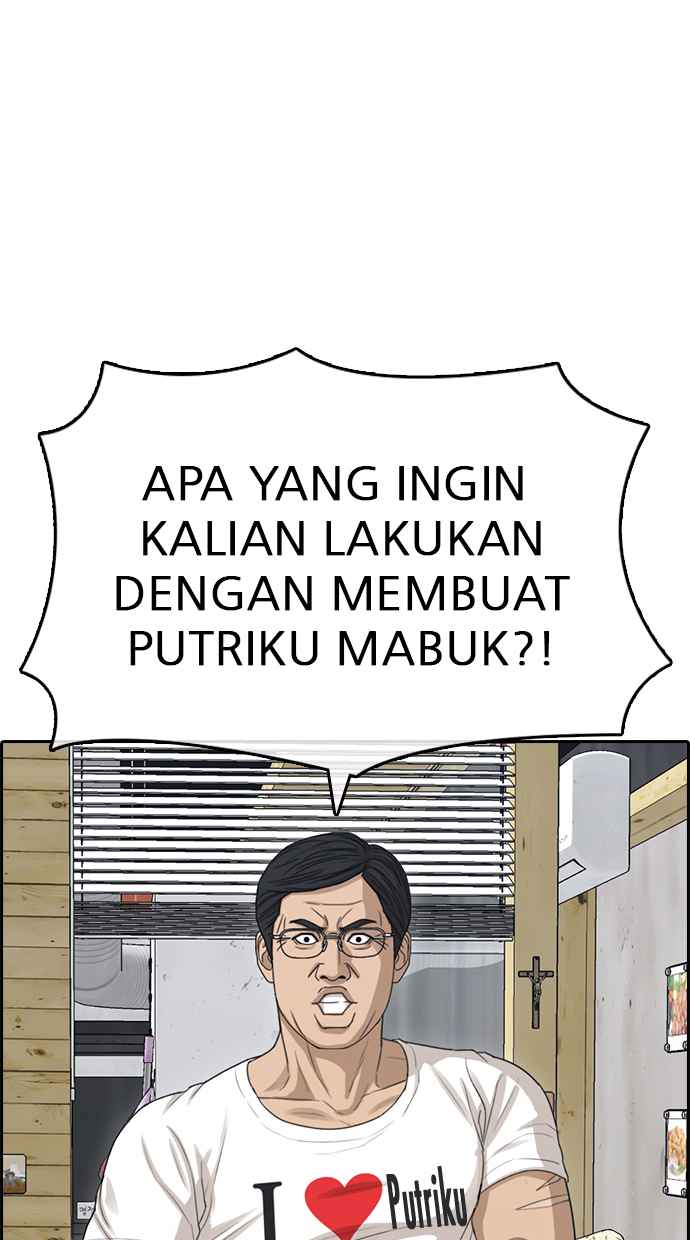 APA YANG INGIN
KALIAN LAKUKAN
DENGAN MEMBUAT
PUTRIKU MABUK?!
I ❤ Putriku